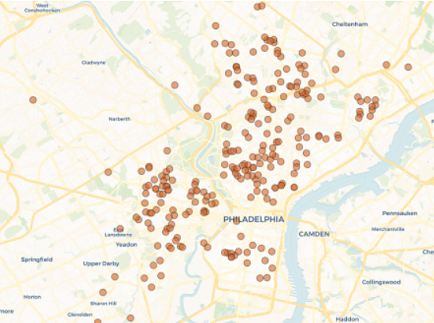 West
Conshohocken
Cheltenham
Gladwyne
Narberth
PHILADELPHIA
Pennsauken
CAMDEN
Merchantville
East
Lansdowne
Yeadon
Springfield
Upper Darby
Collingswood
Horton
Sharon Hill
Glenolden
Haddon